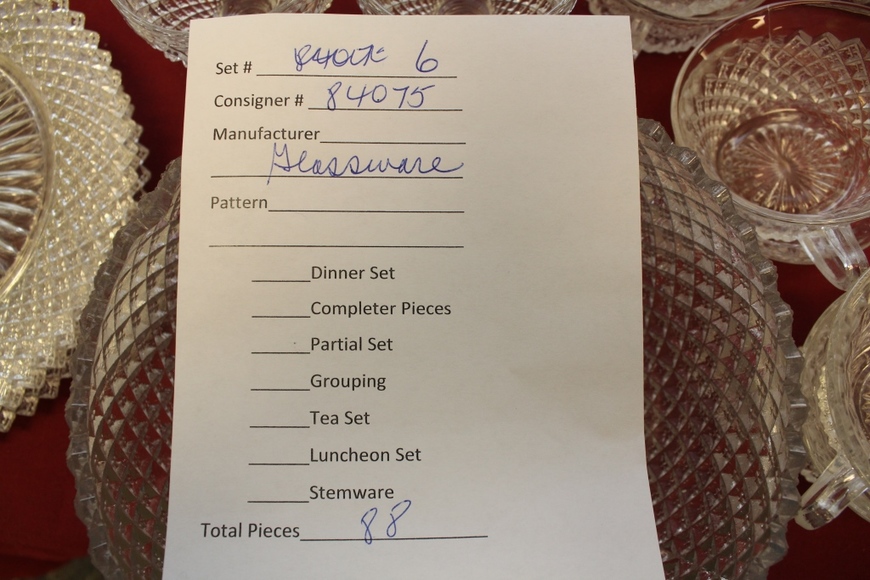 Set # 6
Consigner # 84075
Manufacturer
Glassware
Pattern
Dinner Set
Completer Pieces
Partial Set
Grouping
Tea Set
Luncheon Set
Stemware
Total Pieces 88